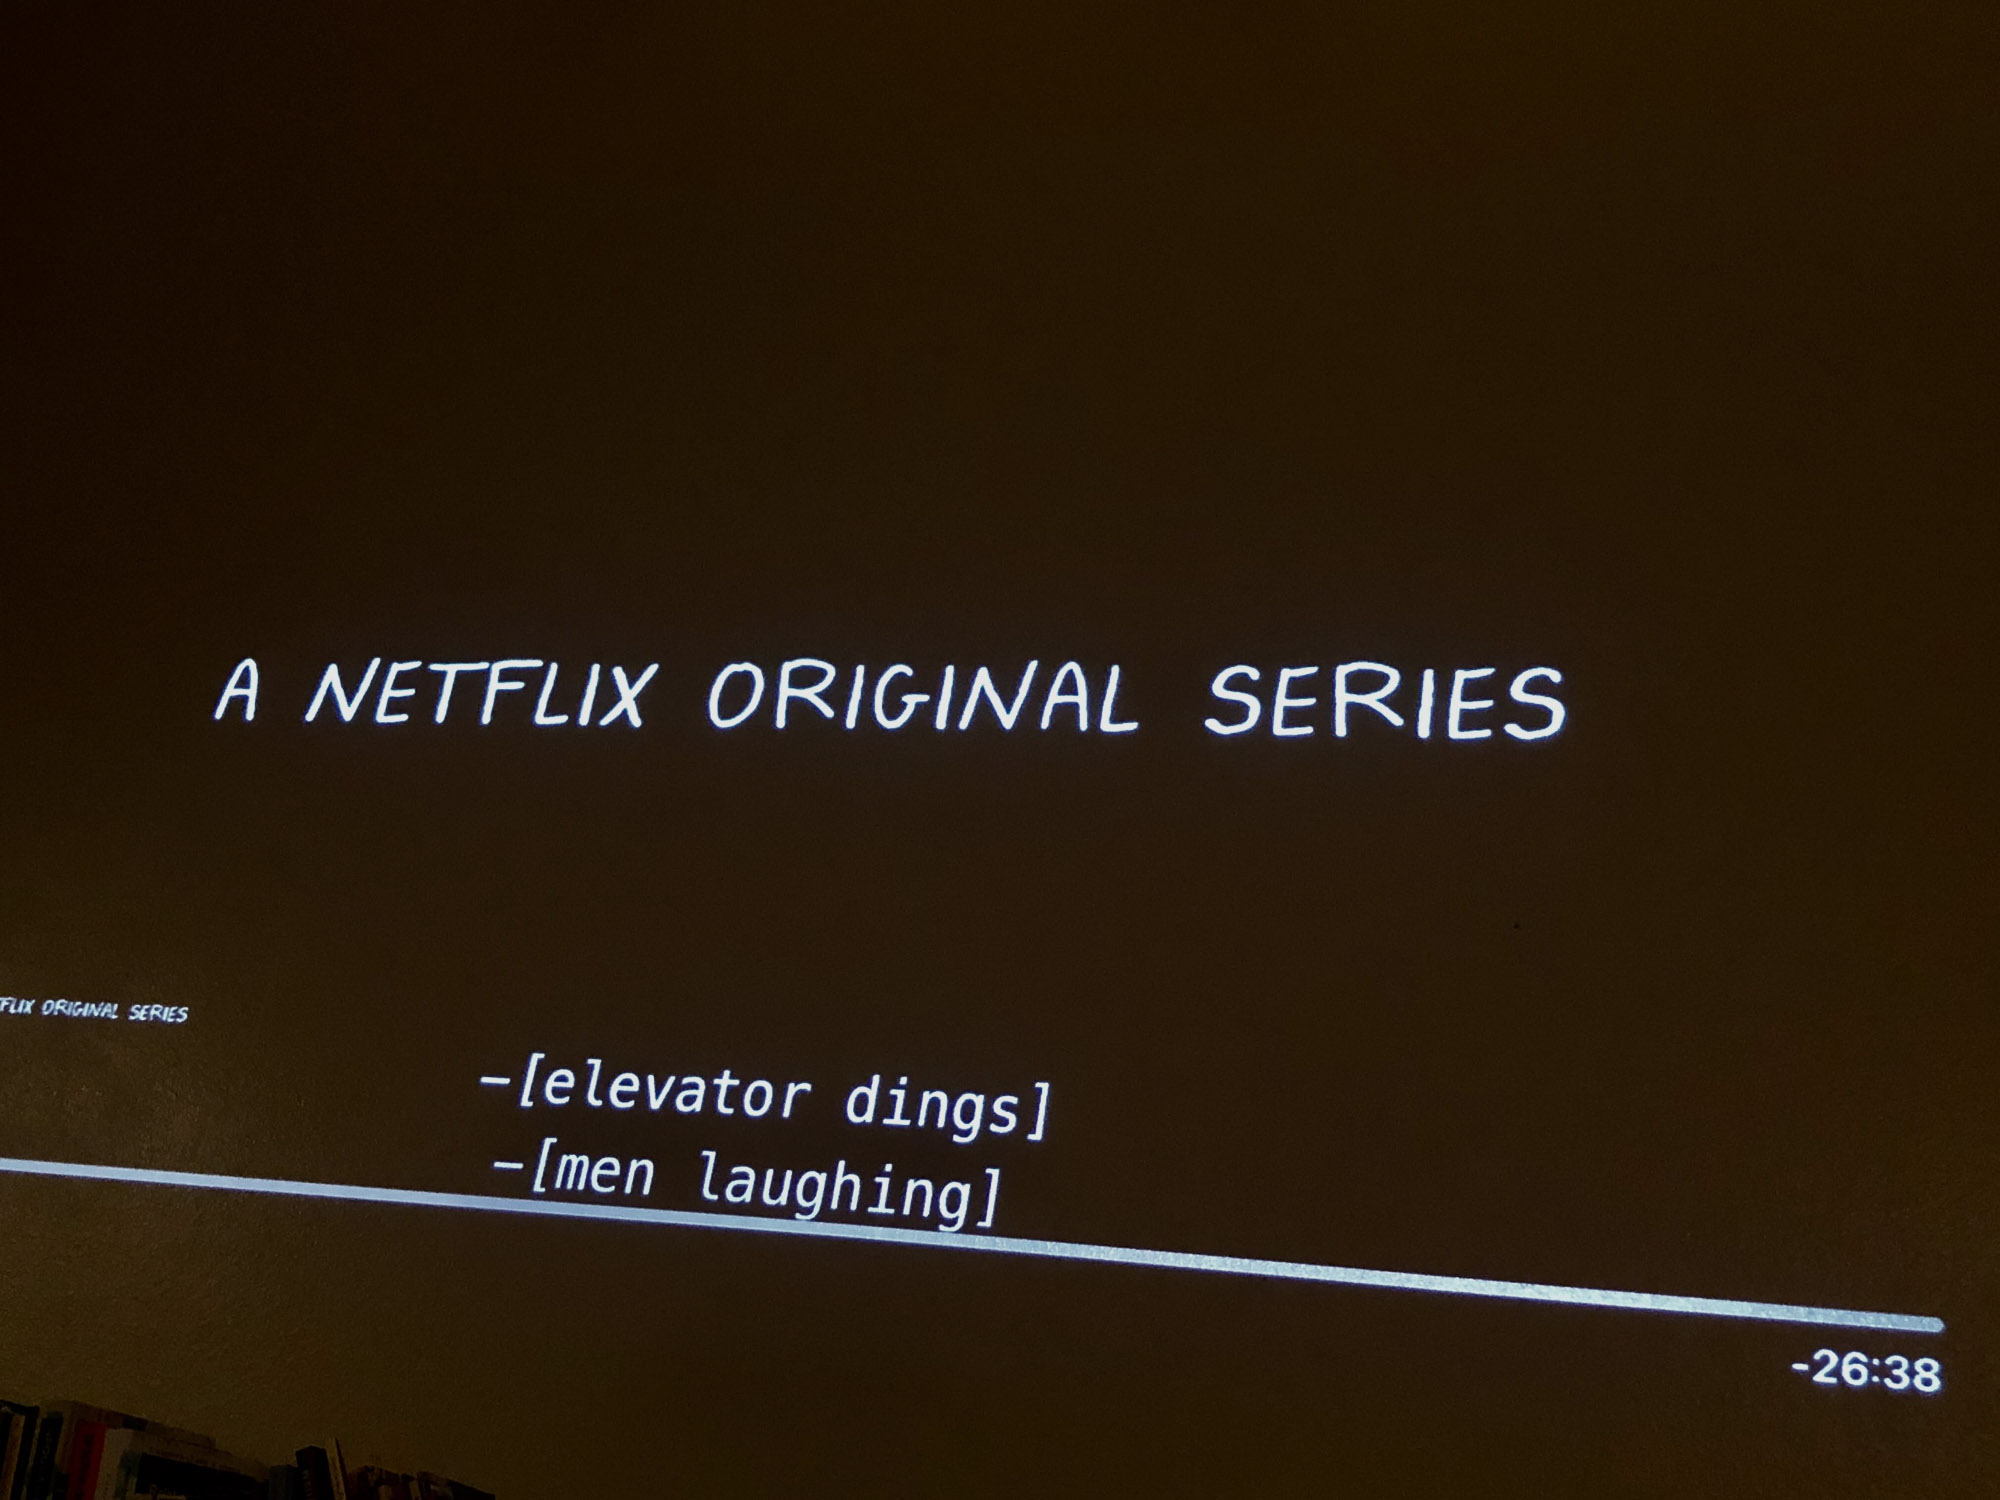 A NETFLIX ORIGINAL SERIES
FLIX ORIGINAL SERIES
-[elevator dings]
-[men laughing]
-26:38